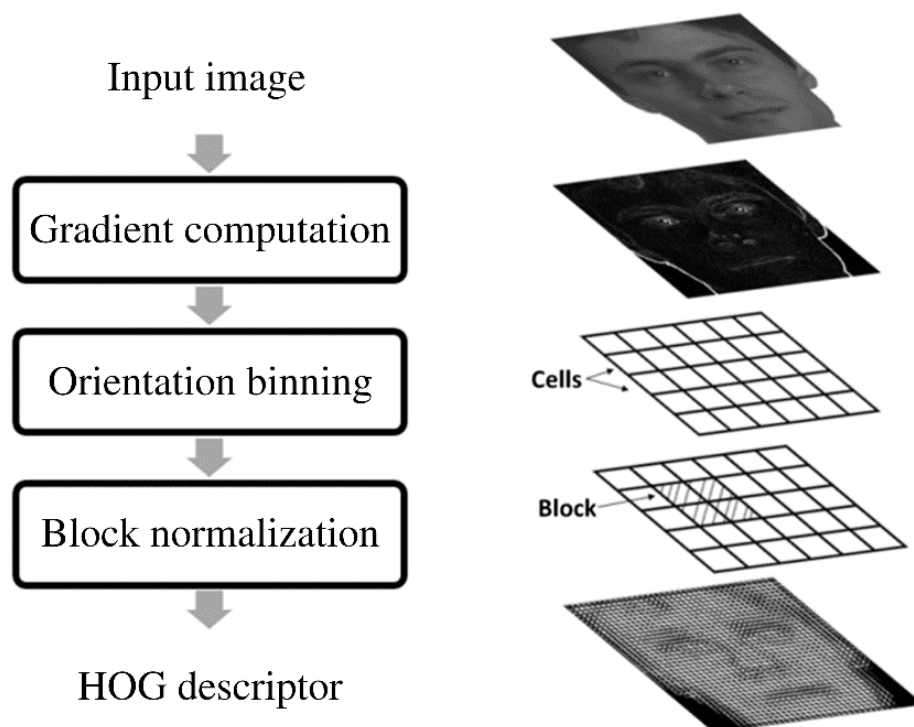 Input image
Gradient computation
Orientation binning
Cells
Block normalization
Block
HOG descriptor